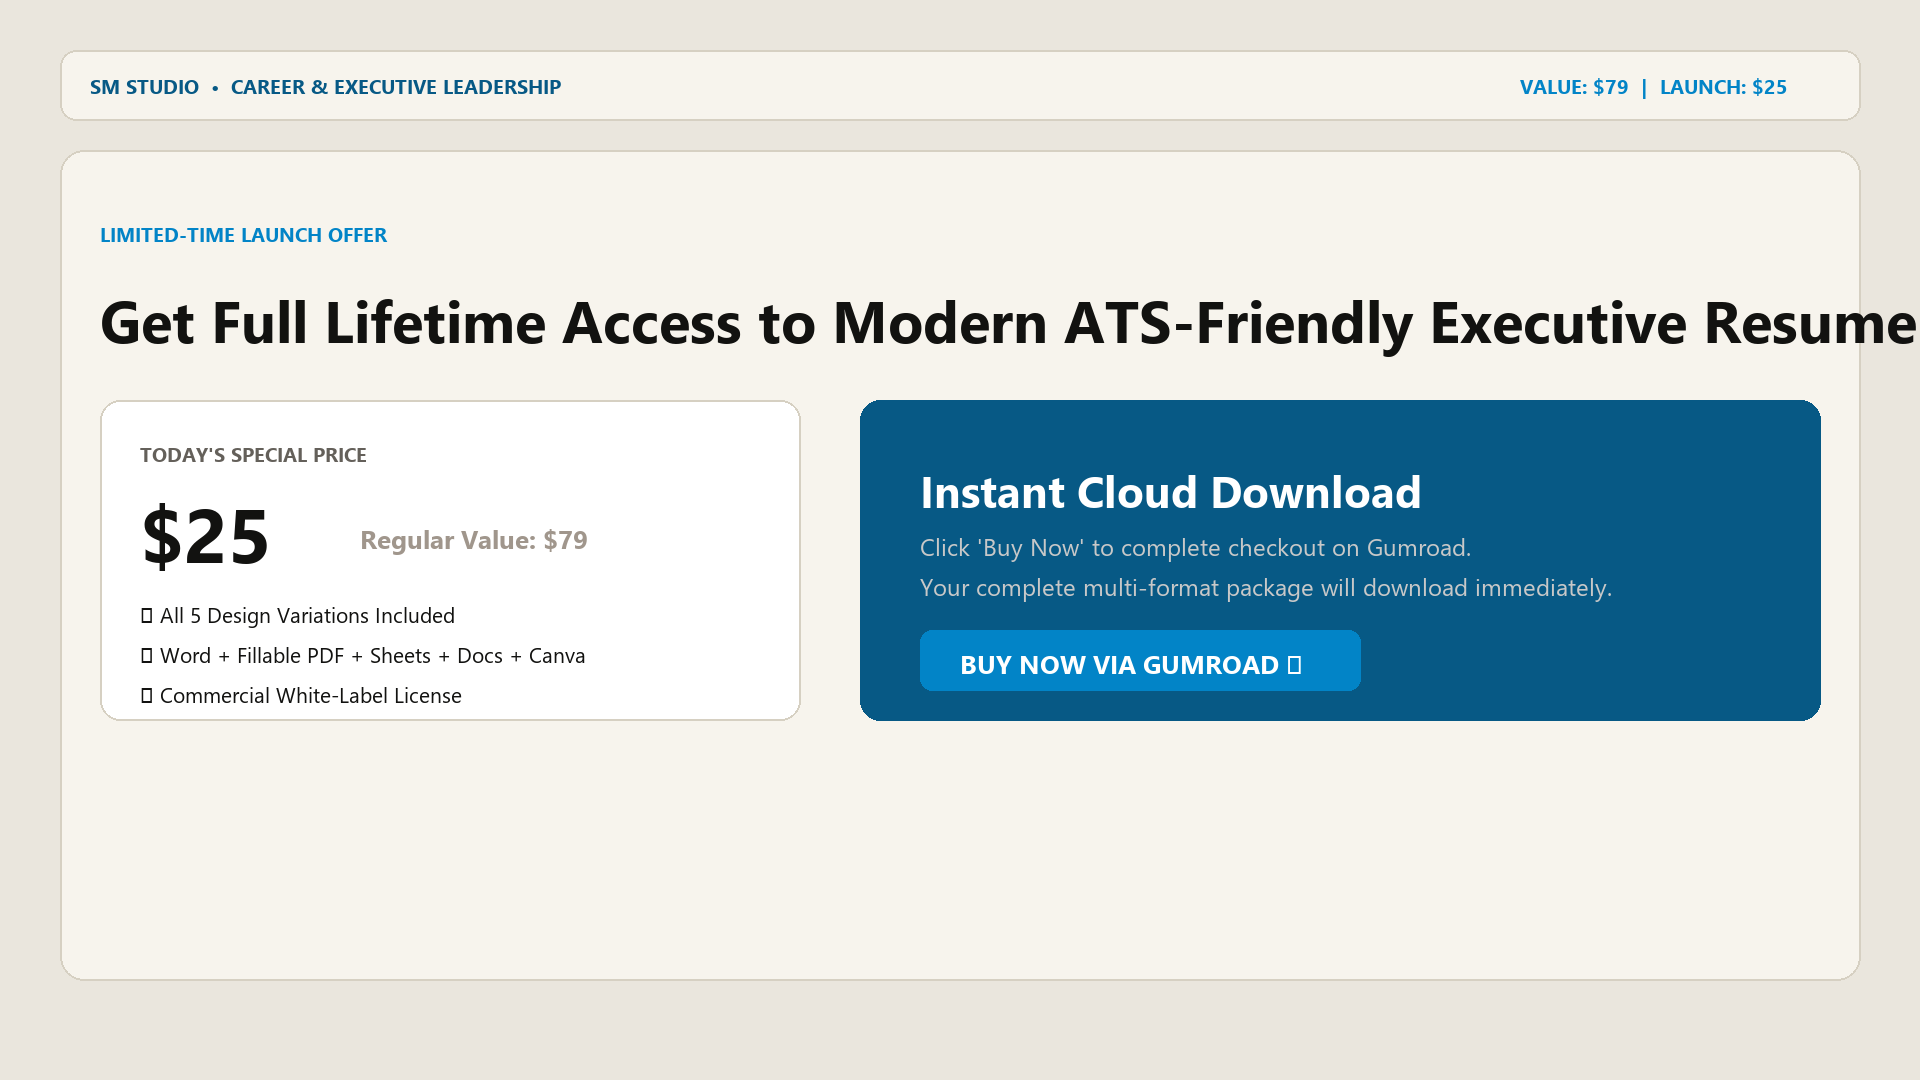 SM STUDIO • CAREER & EXECUTIVE LEADERSHIP
VALUE: $79 | LAUNCH: $25
LIMITED-TIME LAUNCH OFFER
Get Full Lifetime Access to Modern ATS-Friendly Executive Resume
TODAY'S SPECIAL PRICE
$25
Regular Value: $79
▯ All 5 Design Variations Included
▯ Word + Fillable PDF + Sheets + Docs + Canva
▯ Commercial White-Label License
Instant Cloud Download
Click 'Buy Now' to complete checkout on Gumroad.
Your complete multi-format package will download immediately.
BUY NOW VIA GUMROAD ▯